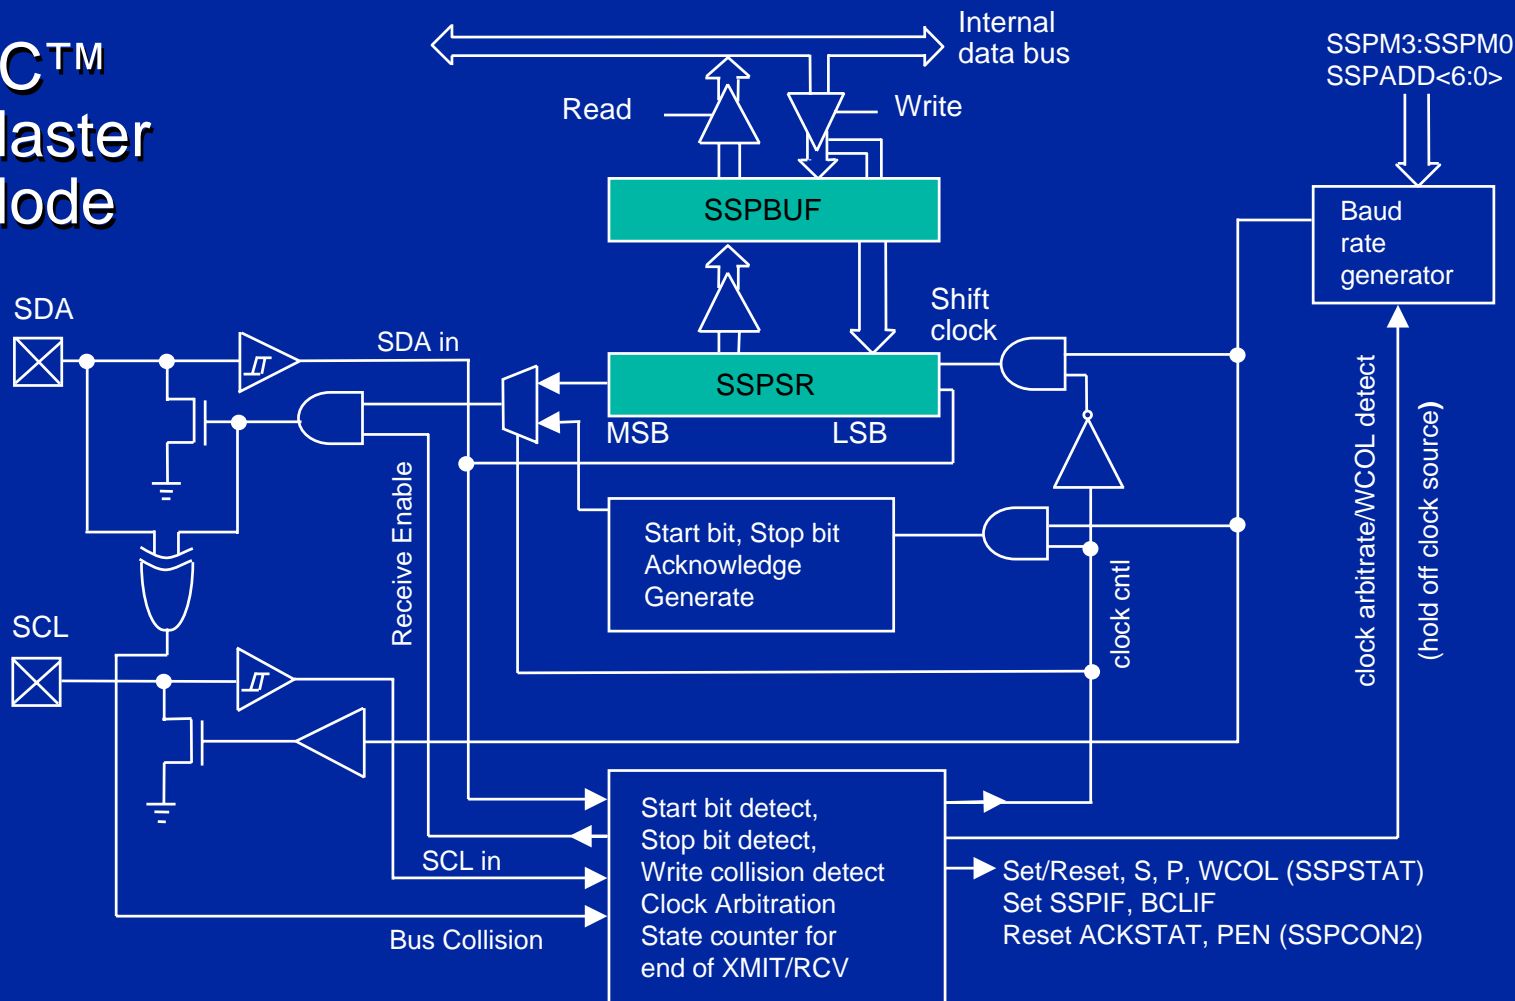 C™
laster
lode
Internal
data bus
SSPM3:SSPM0
SSPADD<6:0>
Read
Write
SSPBUF
Baud
rate
generator
Shift
clock
SDA
SDA in
SSPSR
MSB
LSB
clock arbitrate/WCOL detect
(hold off clock source)
Receive Enable
Start bit, Stop bit
Acknowledge
Generate
clock cntl
SCL
SCL in
Bus Collision
Start bit detect,
Stop bit detect,
Write collision detect
Clock Arbitration
State counter for
end of XMIT/RCV
Set/Reset, S, P, WCOL (SSPSTAT)
Set SSPIF, BCLIF
Reset ACKSTAT, PEN (SSPCON2)